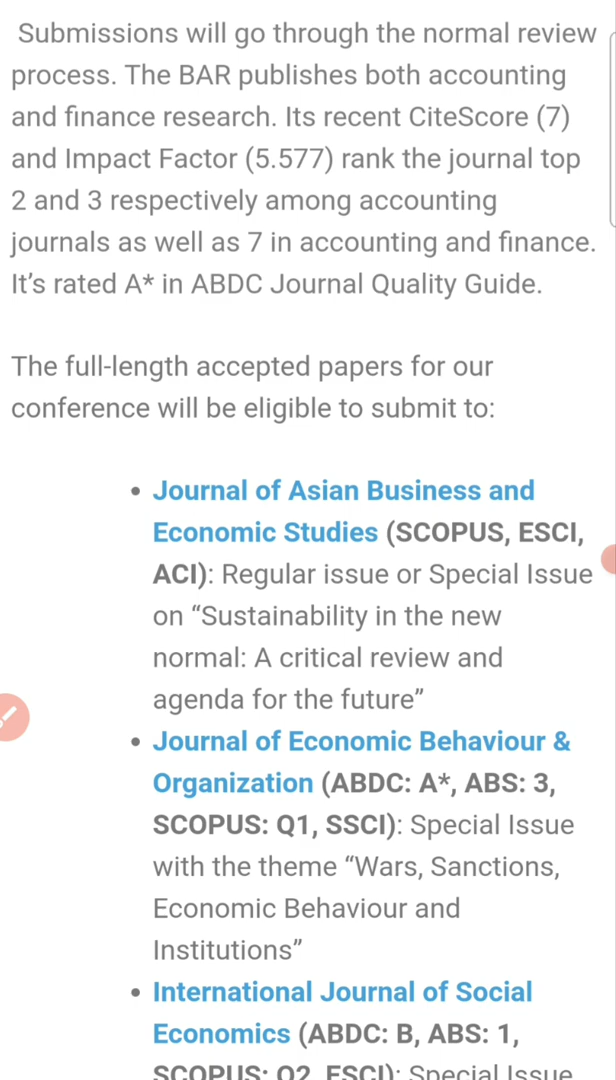 Submissions will go through the normal review
process. The BAR publishes both accounting
and finance research. Its recent CiteScore (7)
and Impact Factor (5.577) rank the journal top
2 and 3 respectively among accounting
journals as well as 7 in accounting and finance.
It’s rated A* in ABDC Journal Quality Guide.
The full-length accepted papers for our
conference will be eligible to submit to:
• Journal of Asian Business and
Economic Studies (SCOPUS, ESCI,
ACI): Regular issue or Special Issue
on “Sustainability in the new
normal: A critical review and
agenda for the future”
• Journal of Economic Behaviour &
Organization (ABDC: A*, ABS: 3,
SCOPUS: Q1, SSCI): Special Issue
with the theme “Wars, Sanctions,
Economic Behaviour and
Institutions”
• International Journal of Social
Economics (ABDC: B, ABS: 1,
SCOPUS: Q2, ESCI): Special Issue